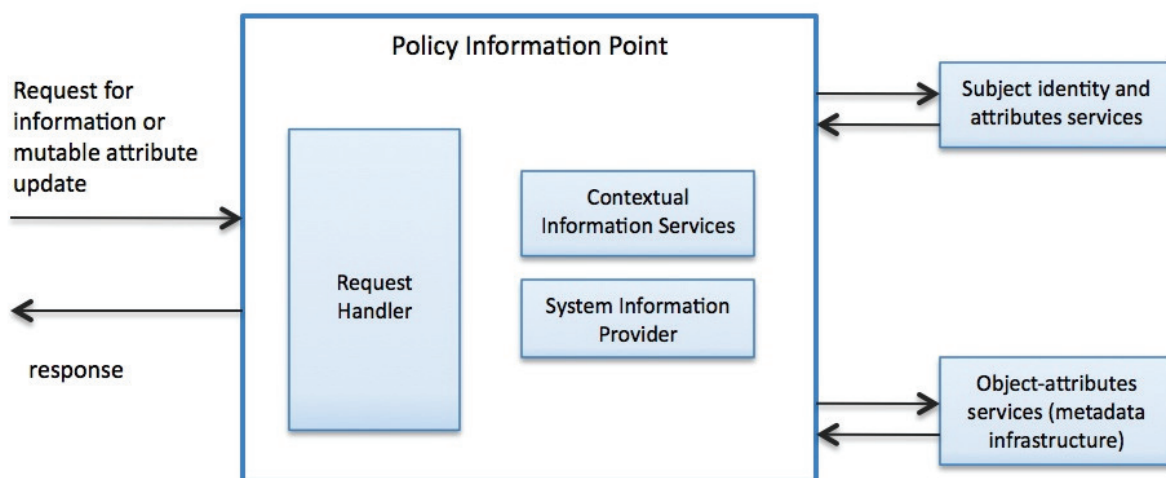 Policy Information Point
Request for
information or
mutable attribute
update
response
Request
Handler
Contextual
Information Services
System Information
Provider
Subject identity and
attributes services
Object-attributes
services (metadata
infrastructure)